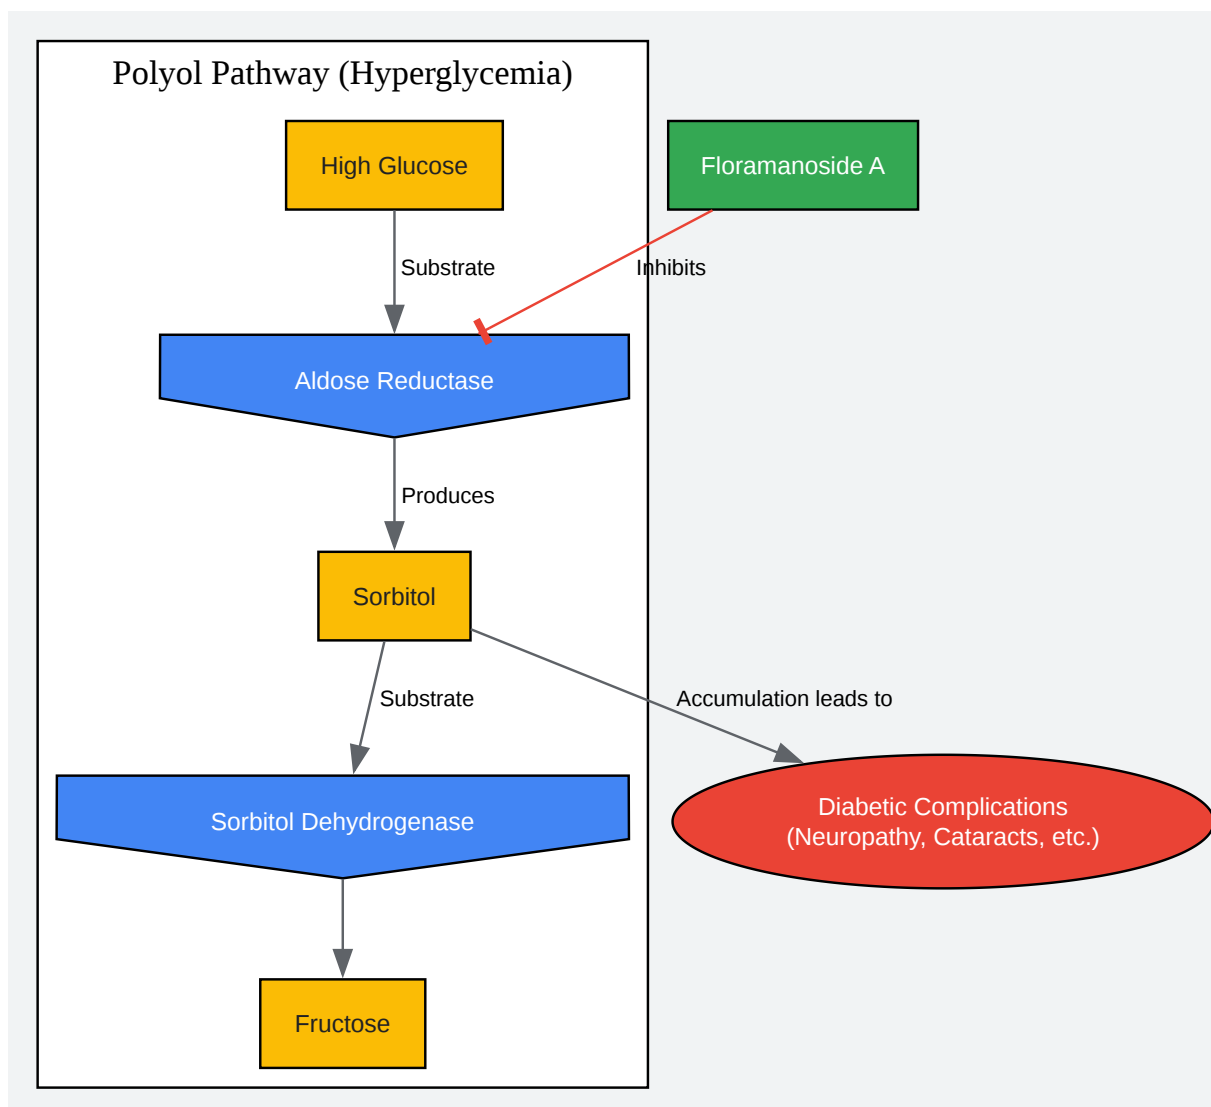 Polyol Pathway (Hyperglycemia)
High Glucose
Floramanoside A
Substrate
Inhibits
Aldose Reductase
Produces
Sorbitol
Substrate
Accumulation leads to
Sorbitol Dehydrogenase
Diabetic Complications
(Neuropathy, Cataracts, etc.)
Fructose